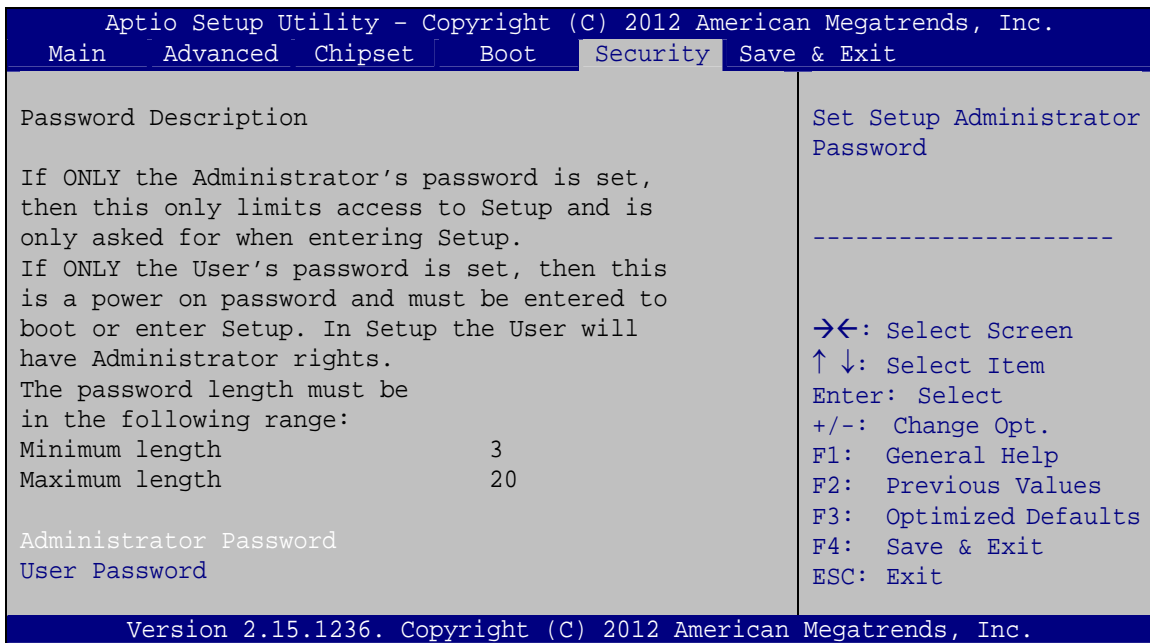 Aptio Setup Utility – Copyright (C) 2012 American Megatrends, Inc.
Main Advanced Chipset Boot Security Save & Exit
Password Description
If ONLY the Administrator's password is set,
then this only limits access to Setup and is
only asked for when entering Setup.
If ONLY the User's password is set, then this
is a power on password and must be entered to
boot or enter Setup. In Setup the User will
have Administrator rights.
The password length must be
in the following range:
Minimum length 3
Maximum length 20
Administrator Password
User Password
Set Setup Administrator
Password
---------------------
→←: Select Screen
↑ ↓: Select Item
Enter: Select
+/-: Change Opt.
F1: General Help
F2: Previous Values
F3: Optimized Defaults
F4: Save & Exit
ESC: Exit
Version 2.15.1236. Copyright (C) 2012 American Megatrends, Inc.